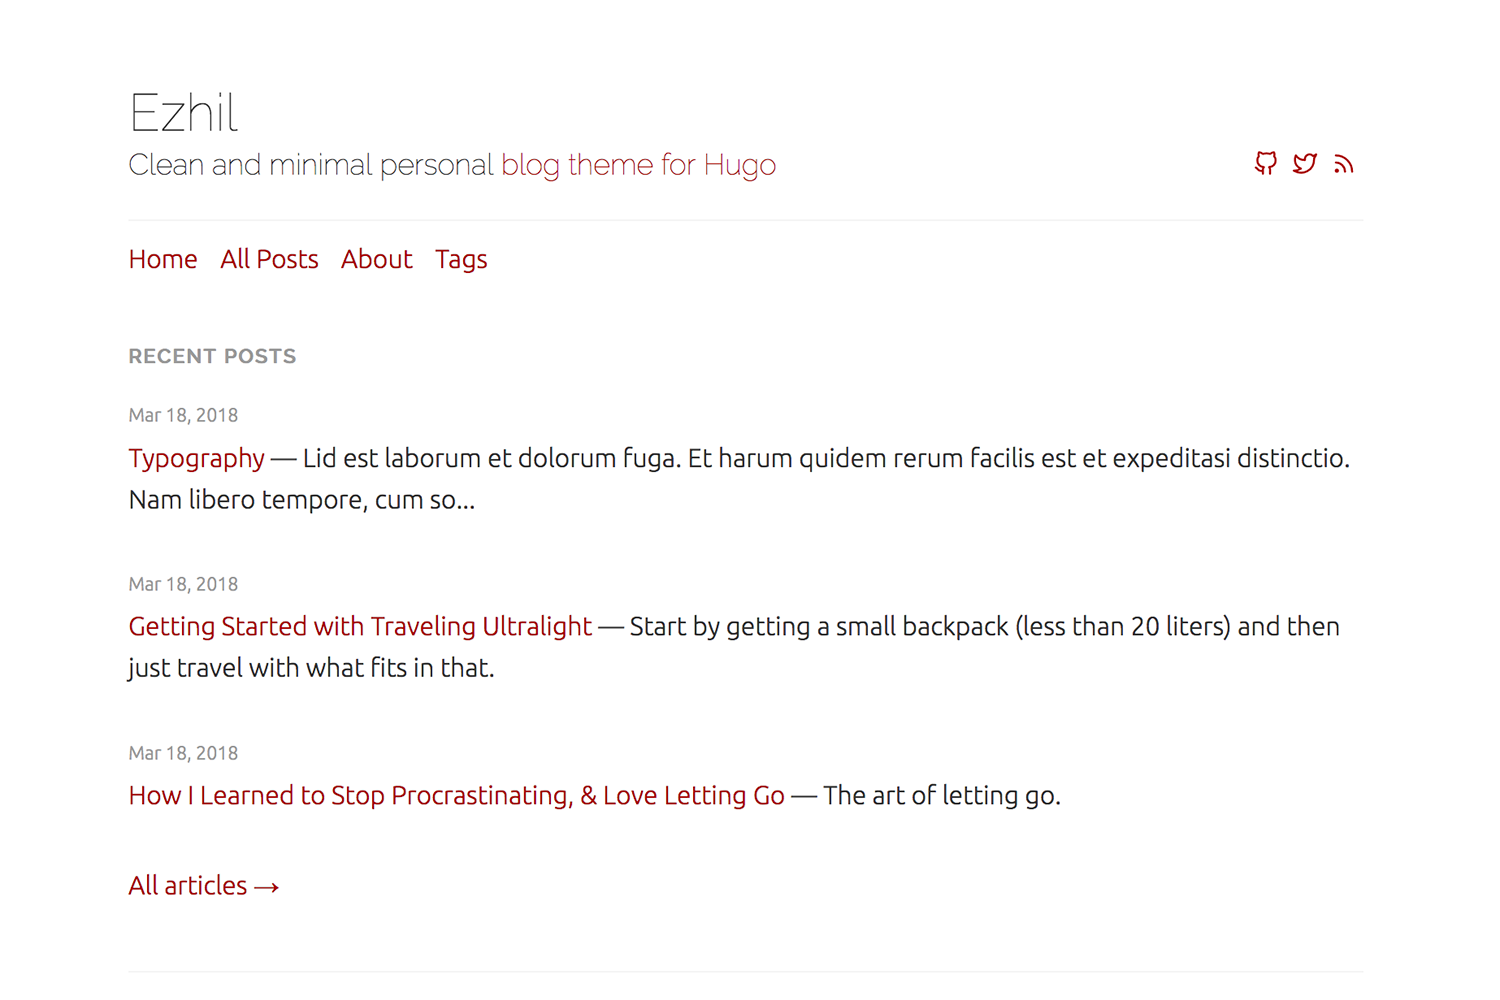 Ezhil
Clean and minimal personal blog theme for Hugo
Home All Posts About Tags
RECENT POSTS
Mar 18, 2018
Typography — Lid est laborum et dolorum fuga. Et harum quidem rerum facilis est et expeditasi distinctio.
Nam libero tempore, cum so...
Mar 18, 2018
Getting Started with Traveling Ultralight — Start by getting a small backpack (less than 20 liters) and then
just travel with what fits in that.
Mar 18, 2018
How I Learned to Stop Procrastinating, & Love Letting Go — The art of letting go.
All articles →